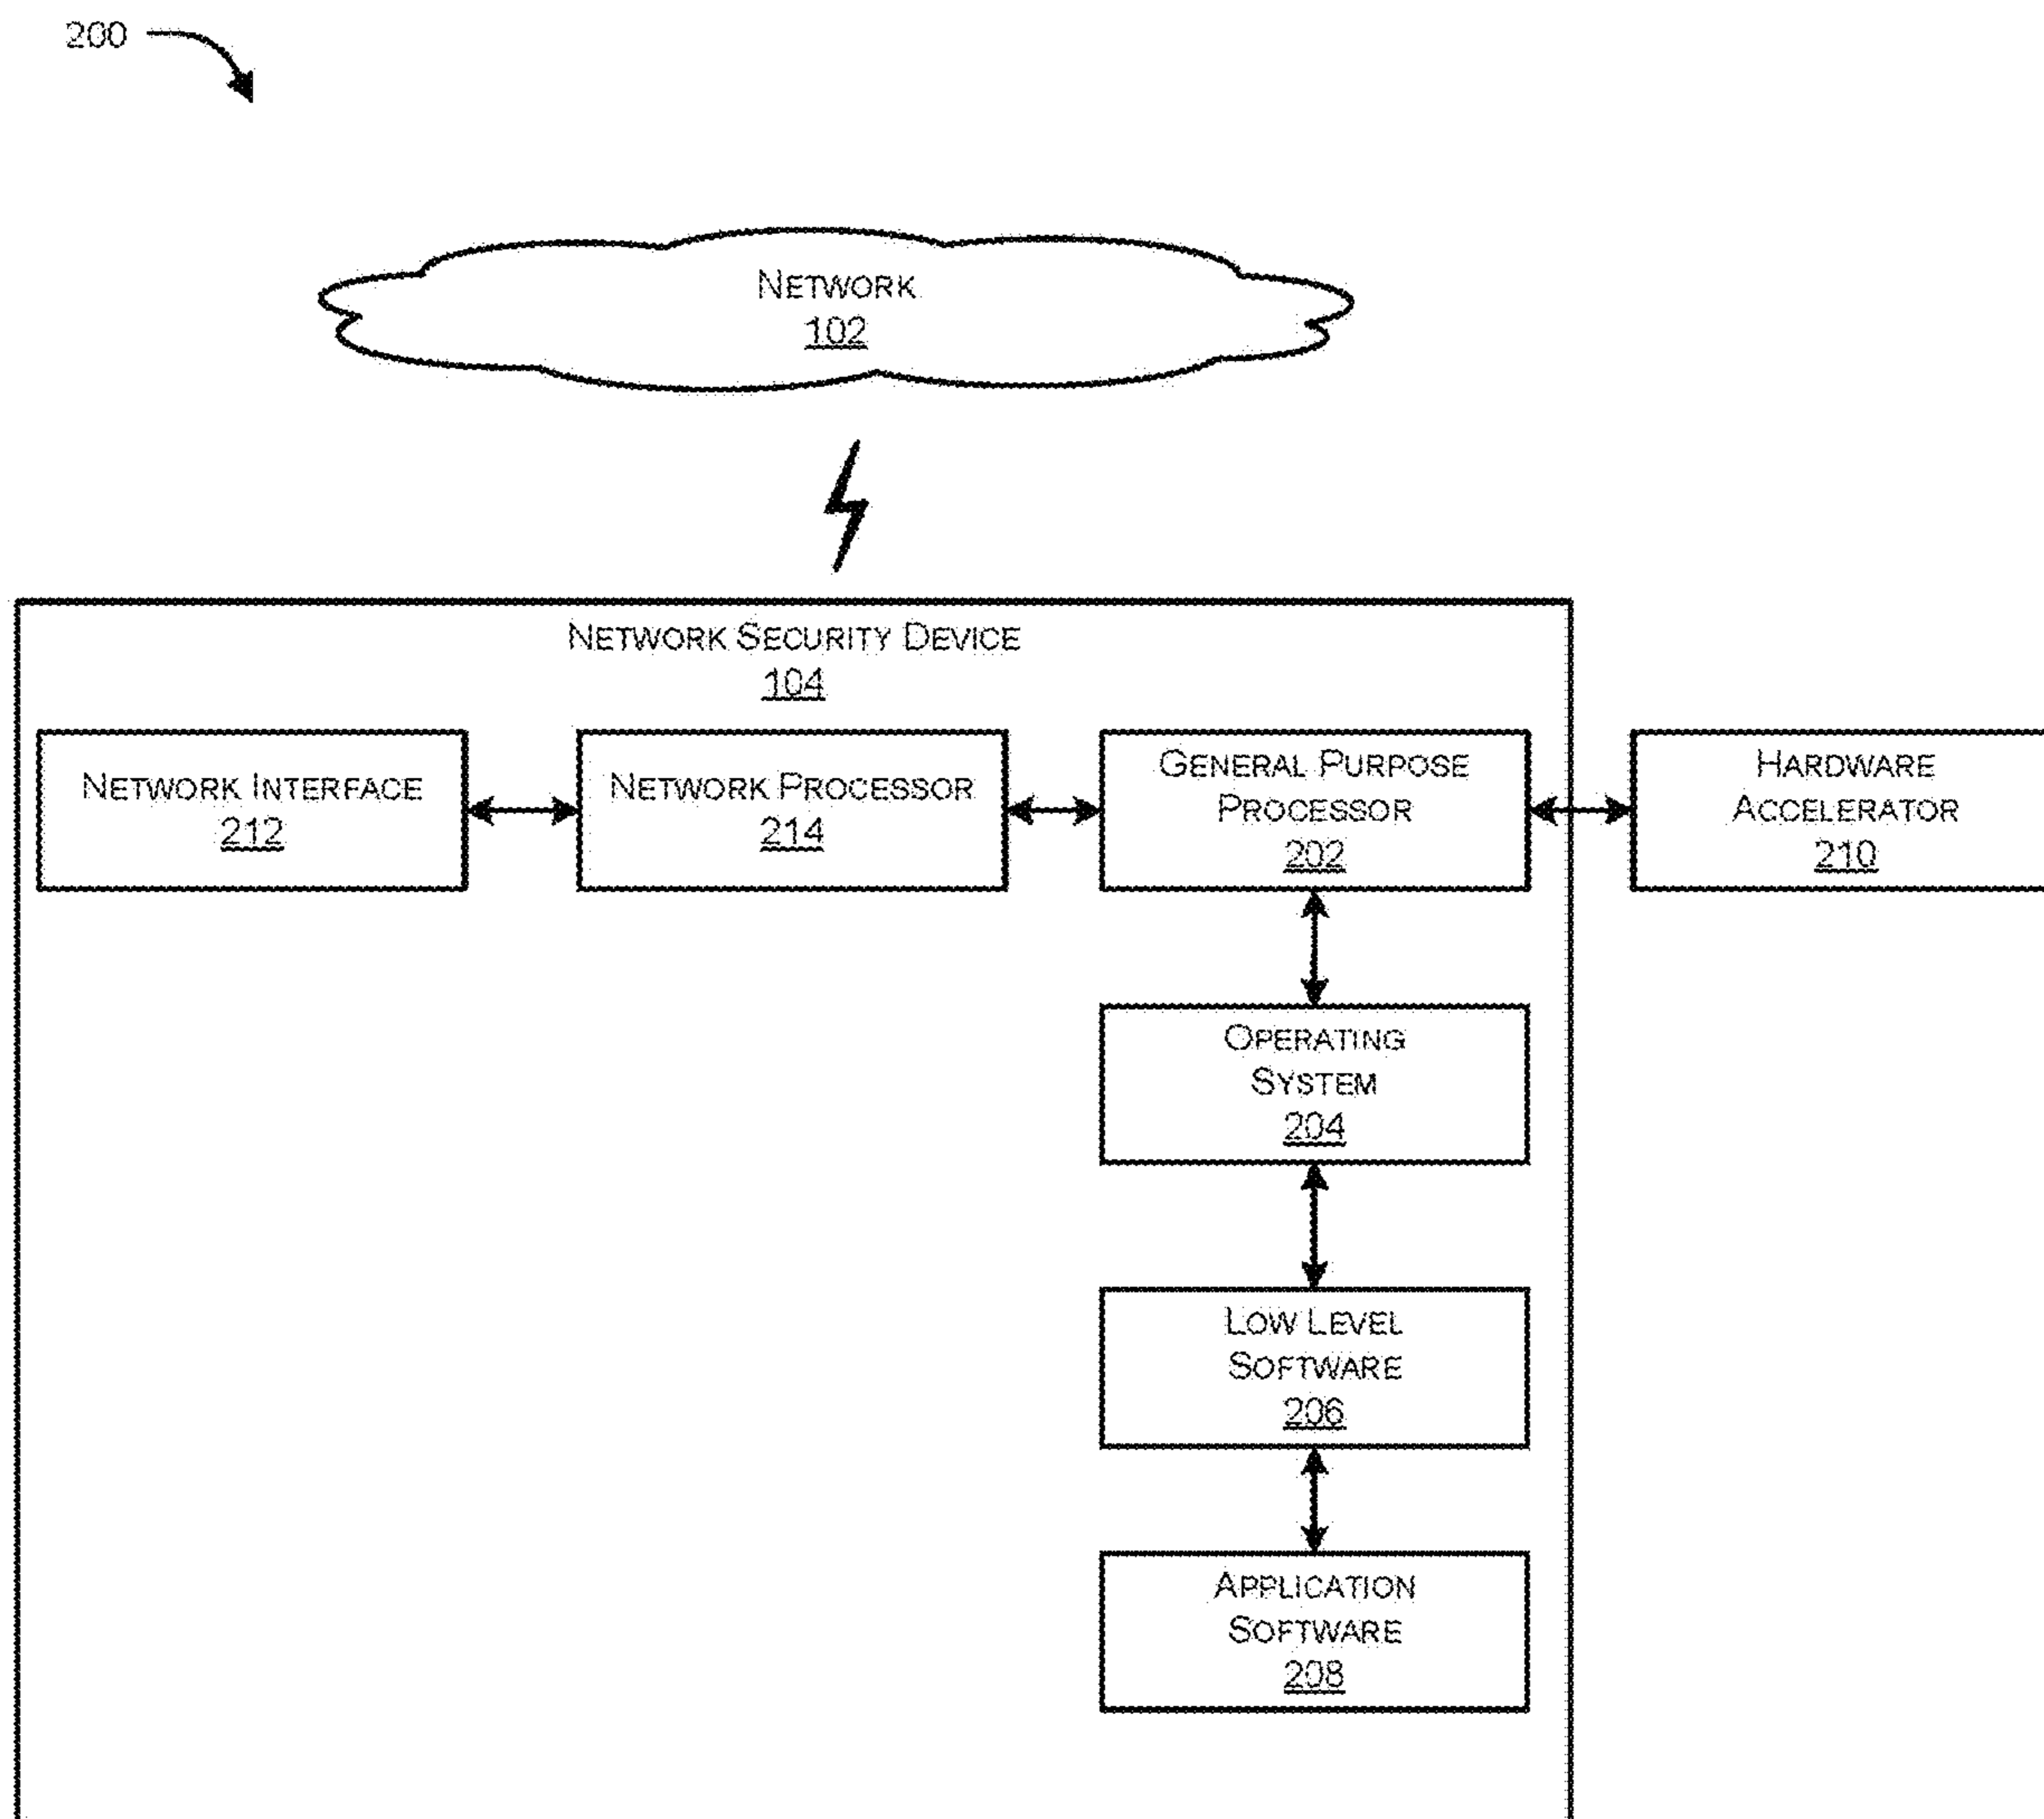 200
NETWORK
102
NETWORK SECURITY DEVICE
104
NETWORK INTERFACE
212
NETWORK PROCESSOR
214
GENERAL PURPOSE
PROCESSOR
202
HARDWARE
ACCELERATOR
210
OPERATING
SYSTEM
204
LOW LEVEL
SOFTWARE
206
APPLICATION
SOFTWARE
208